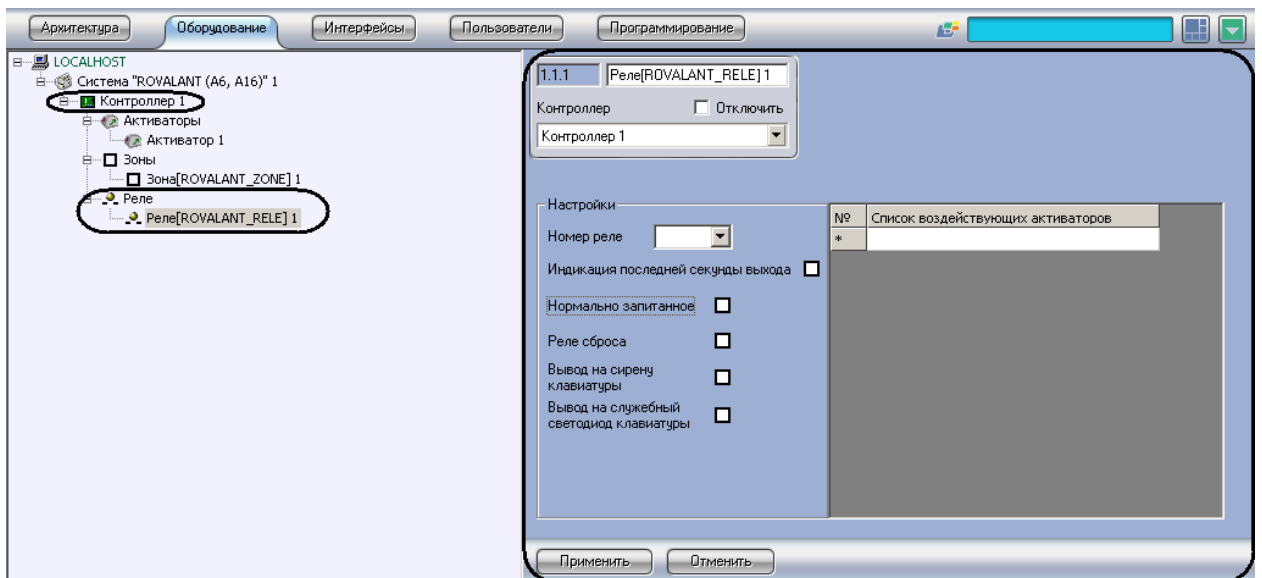 Архитектура Оборудование Интерфейсы Пользователи Программирование
LOCALHOST
Система "ROVALANT (A6, A16)" 1
Контроллер 1
Активаторы
Активатор 1
Зоны
Зона[ROVALANT_ZONE] 1
Реле
Реле[ROVALANT_RELE] 1
1.1.1 Реле[ROVALANT_RELE] 1
Контроллер Отключить
Контроллер 1
Настройки
Номер реле
Индикация последней секунды выхода
Нормально запитанное
Реле сброса
Вывод на сирену
клавиатуры
Вывод на служебный
светодиод клавиатуры
№ Список воздействующих активаторов
*
Применить Отменить